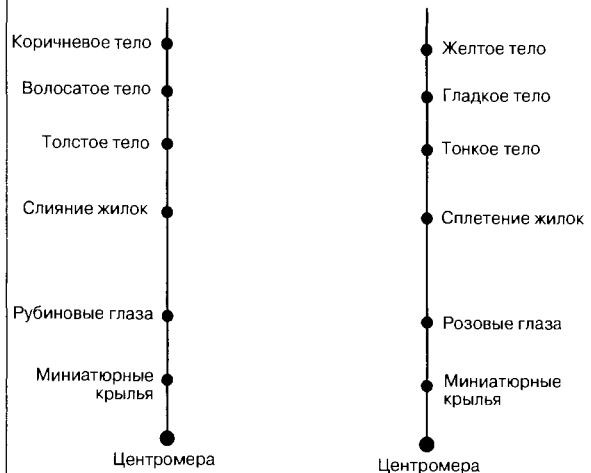 Коричневое тело
Волосатое тело
Толстое тело
Слияние жилок
Рубиновые глаза
Миниатюрные
крылья
Центромера
Желтое тело
Гладкое тело
Тонкое тело
Сплетение жилок
Розовые глаза
Миниатюрные
крылья
Центромера